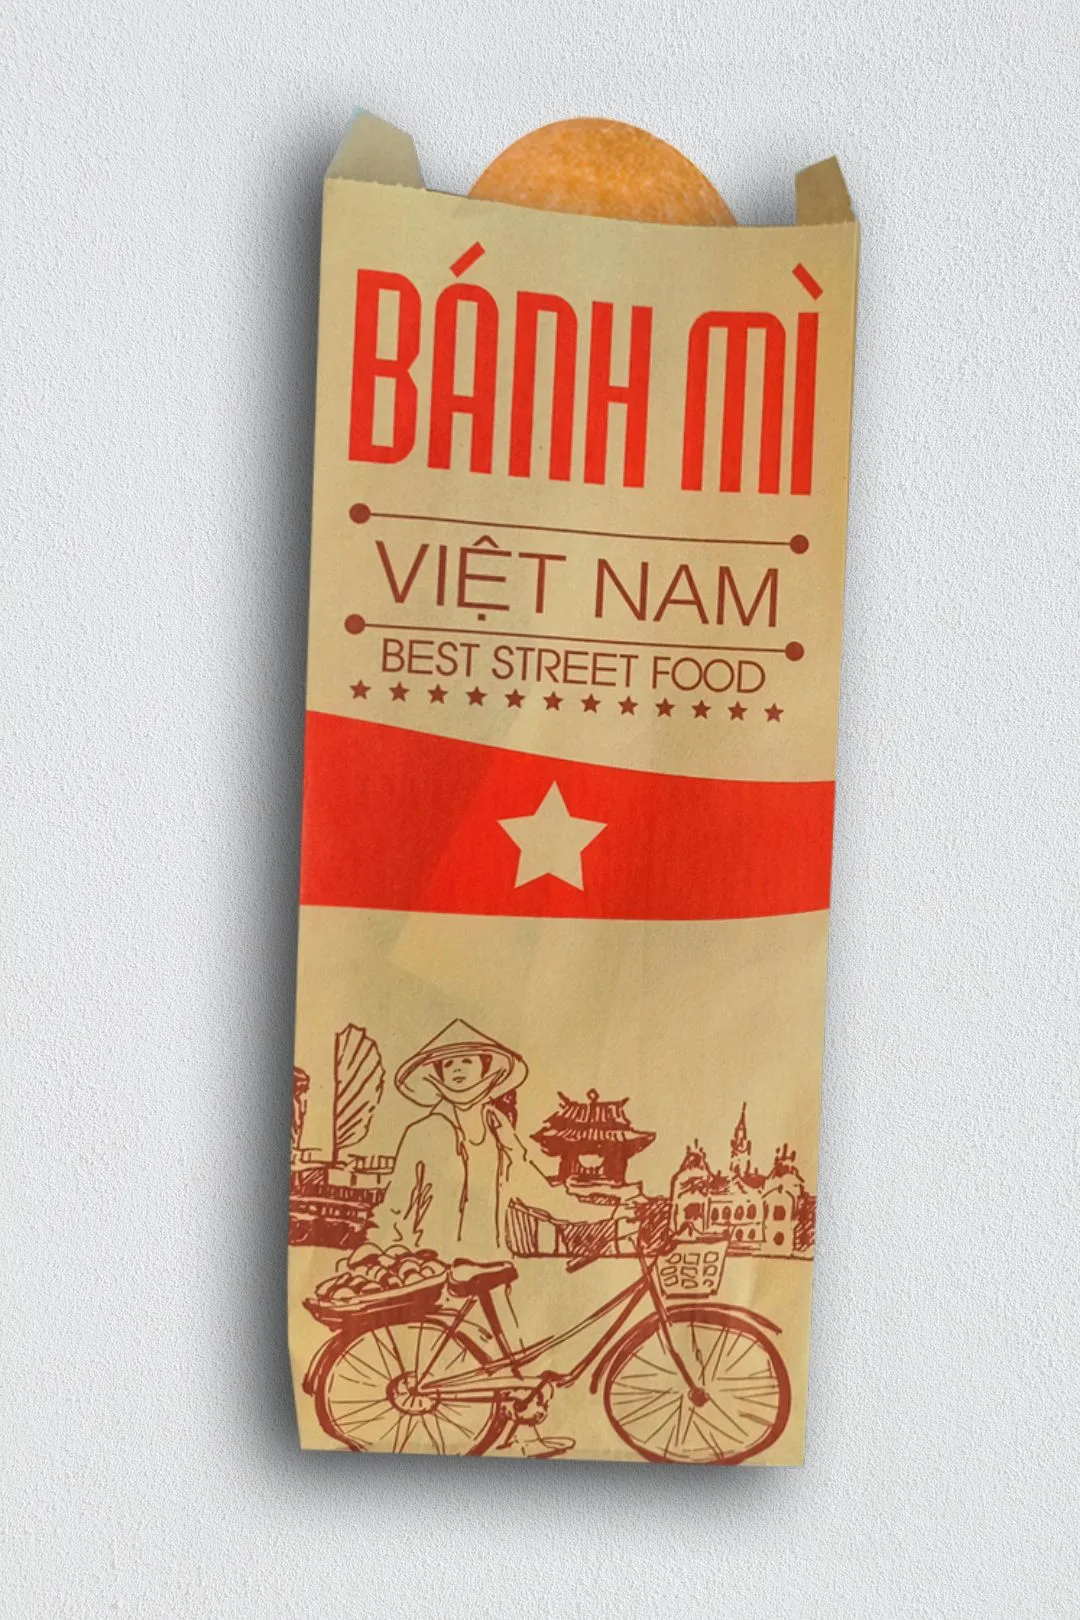 BÁNH MÌ
VIỆT NAM
BEST STREET FOOD